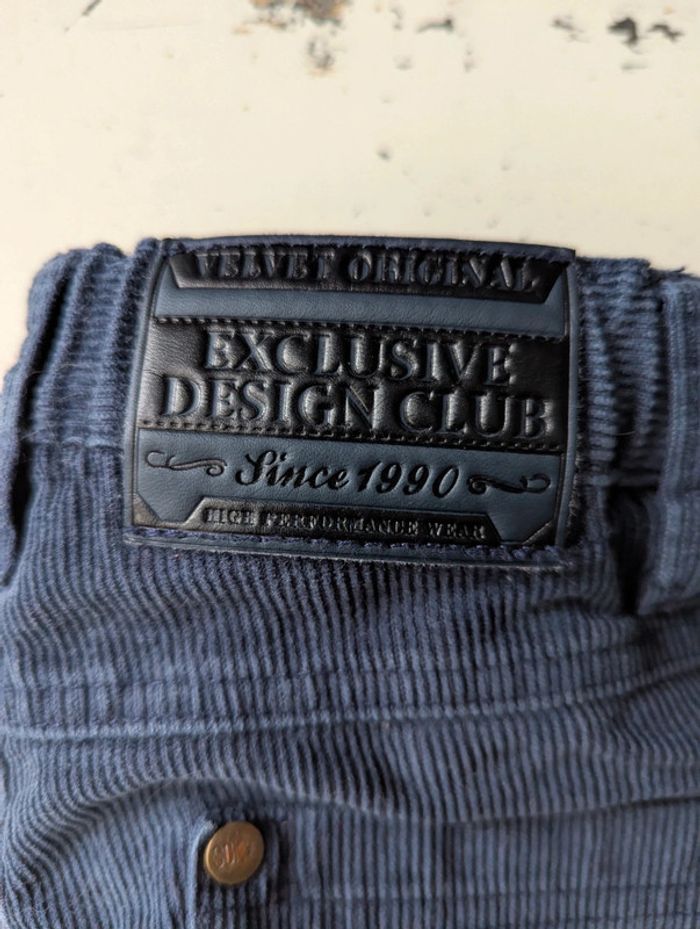 VELVET ORIGINAL
EXCLUSIVE
DESIGN CLUB
Since 1990
HIGH PERFORMANCE WEAR